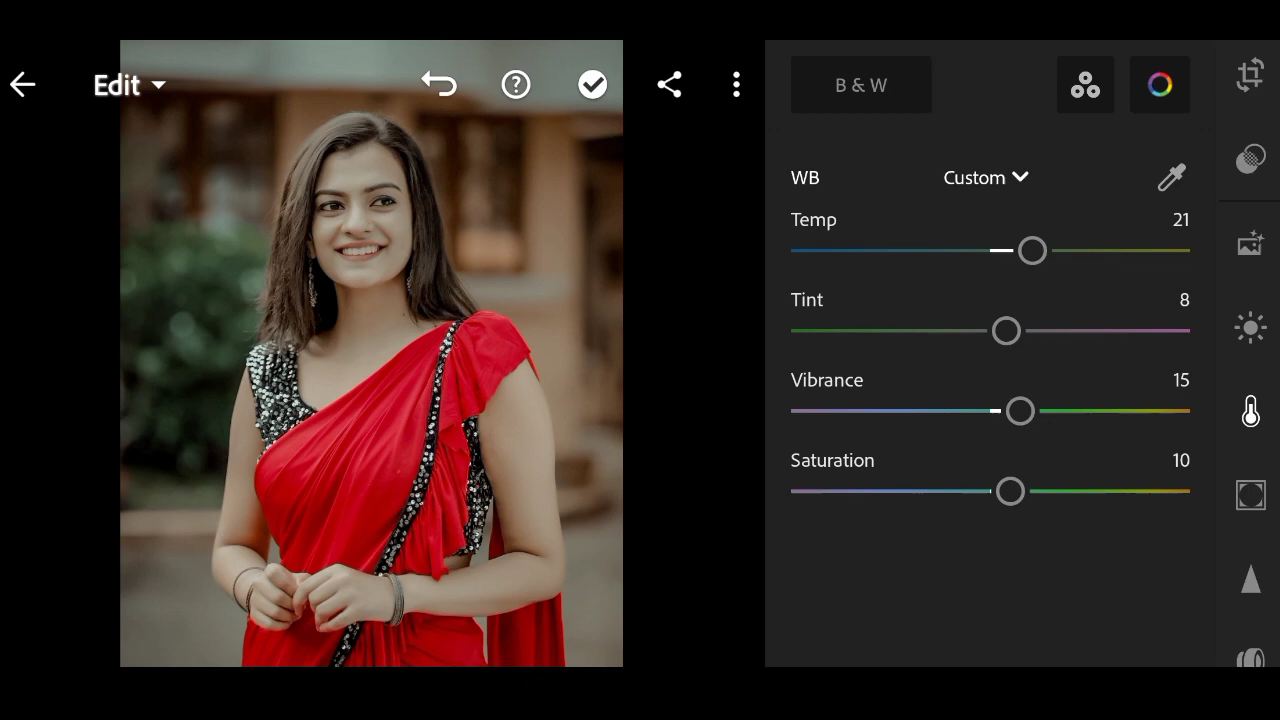 Edit
B & W
WB Custom
Temp 21
Tint 8
Vibrance 15
Saturation 10